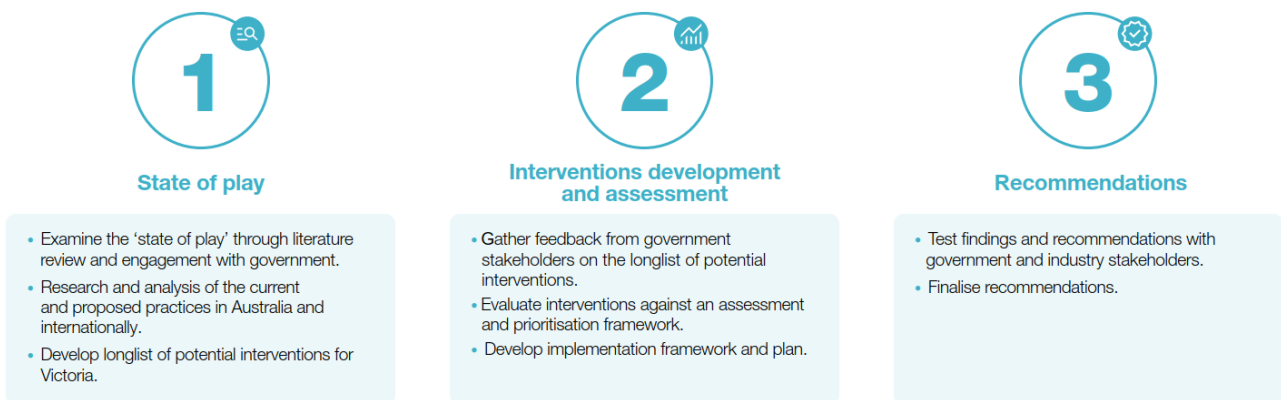 1
State of play
• Examine the ‘state of play’ through literature
review and engagement with government.
• Research and analysis of the current
and proposed practices in Australia and
internationally.
• Develop longlist of potential interventions for
Victoria.
2
Interventions development
and assessment
• Gather feedback from government
stakeholders on the longlist of potential
interventions.
• Evaluate interventions against an assessment
and prioritisation framework.
• Develop implementation framework and plan.
3
Recommendations
• Test findings and recommendations with
government and industry stakeholders.
• Finalise recommendations.